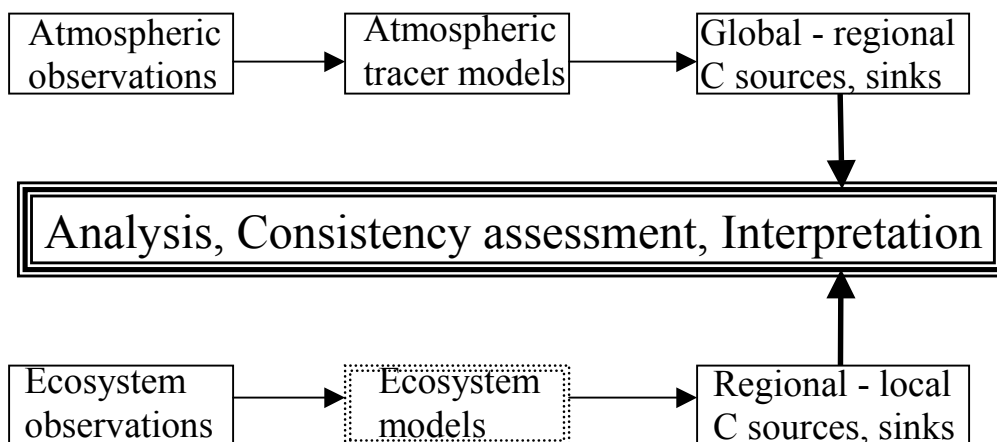 Atmospheric
observations
Atmospheric
tracer models
Global - regional
C sources, sinks
Analysis, Consistency assessment, Interpretation
Ecosystem
observations
Ecosystem
models
Regional - local
C sources, sinks